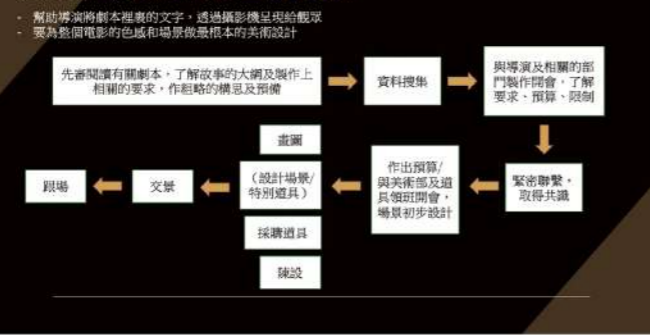 - 幫助導演將劇本裡裏的文字，透過攝影機呈現給觀眾
- 要為整個電影的色感和場景做最根本的美術設計
先審閱讀有關劇本，了解故事的大綱及製作上
相關的要求，作粗略的構思及預備
資料搜集
與導演及相關的部
門製作開會，了解
要求、預算、限制
緊密聯繫，
取得共識
作出預算/
與美術部及道
具領班開會，
場景初步設計
畫圖
（設計場景/
特別道具）
採購道具
陳設
交景
跟場